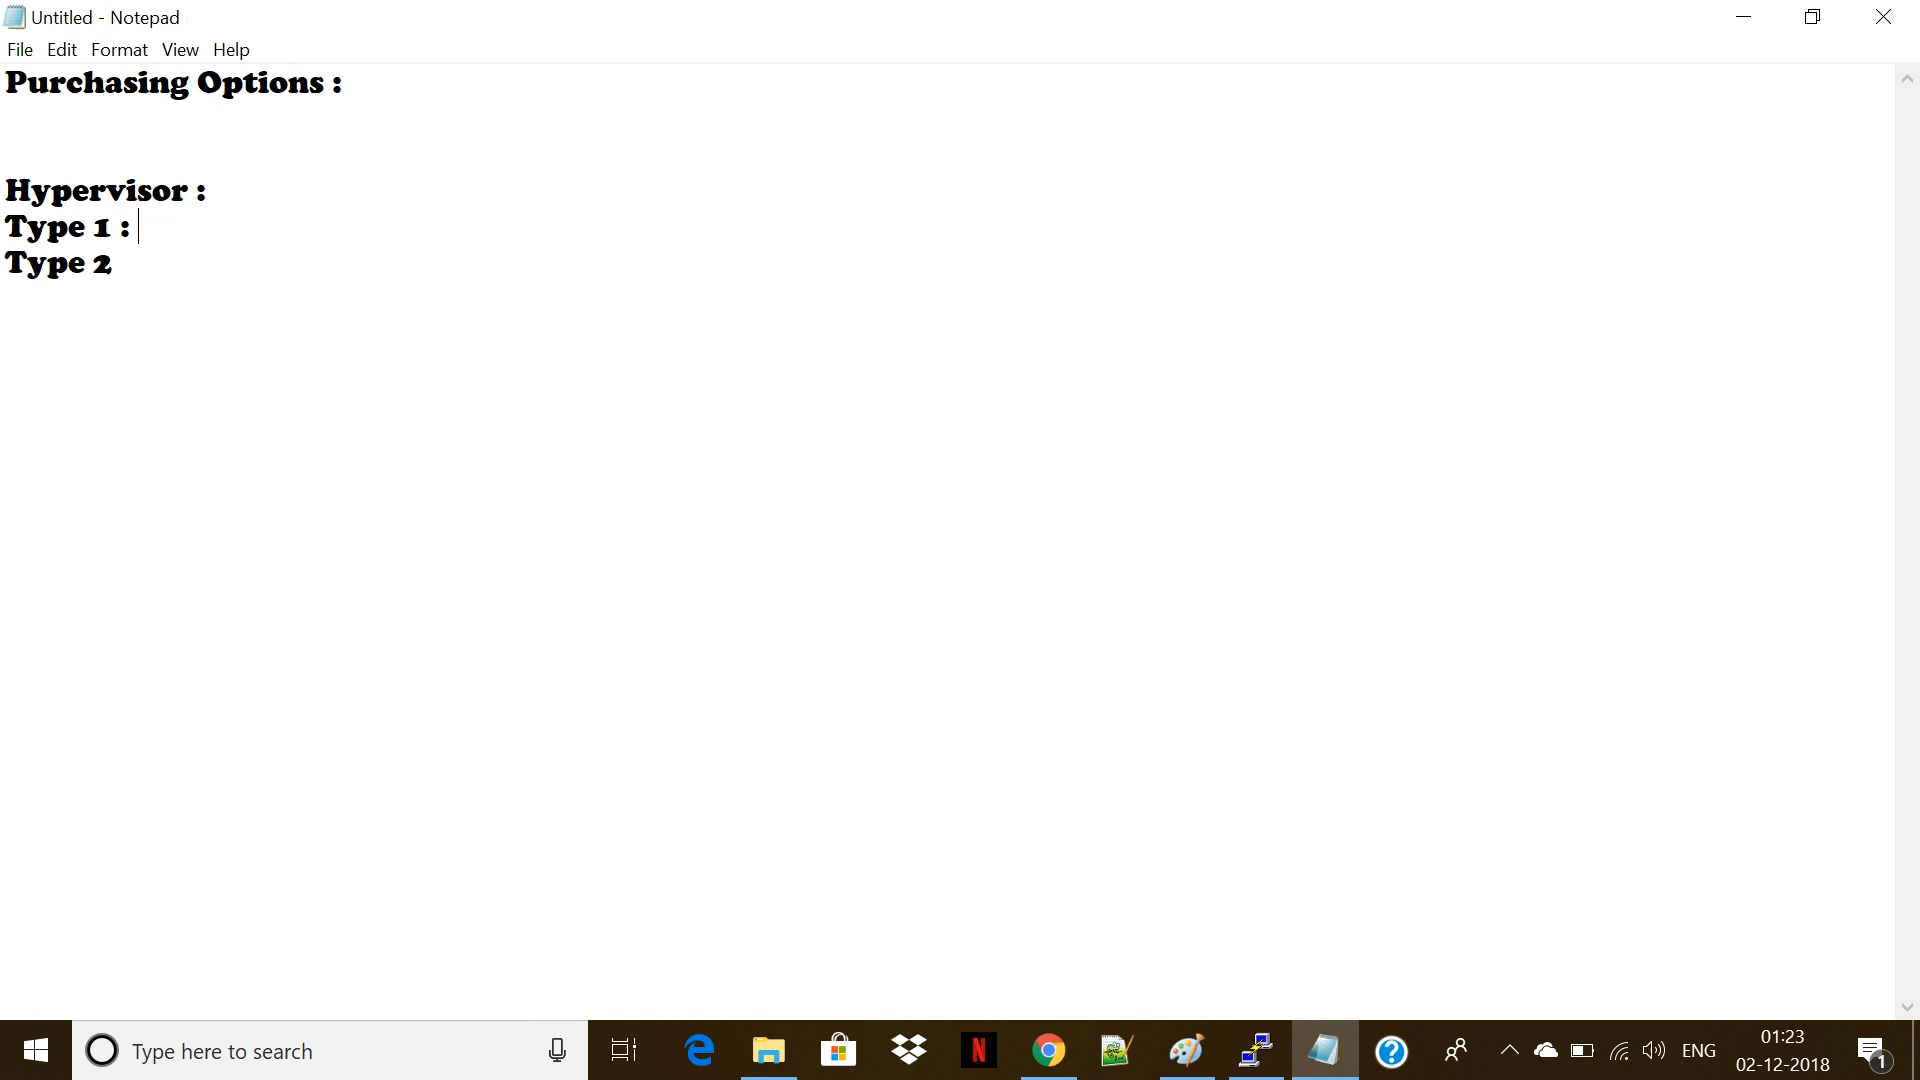 Untitled - Notepad
File Edit Format View Help
Purchasing Options :
Hypervisor :
Type 1 :
Type 2
Type here to search
ENG
01:23
02-12-2018
1